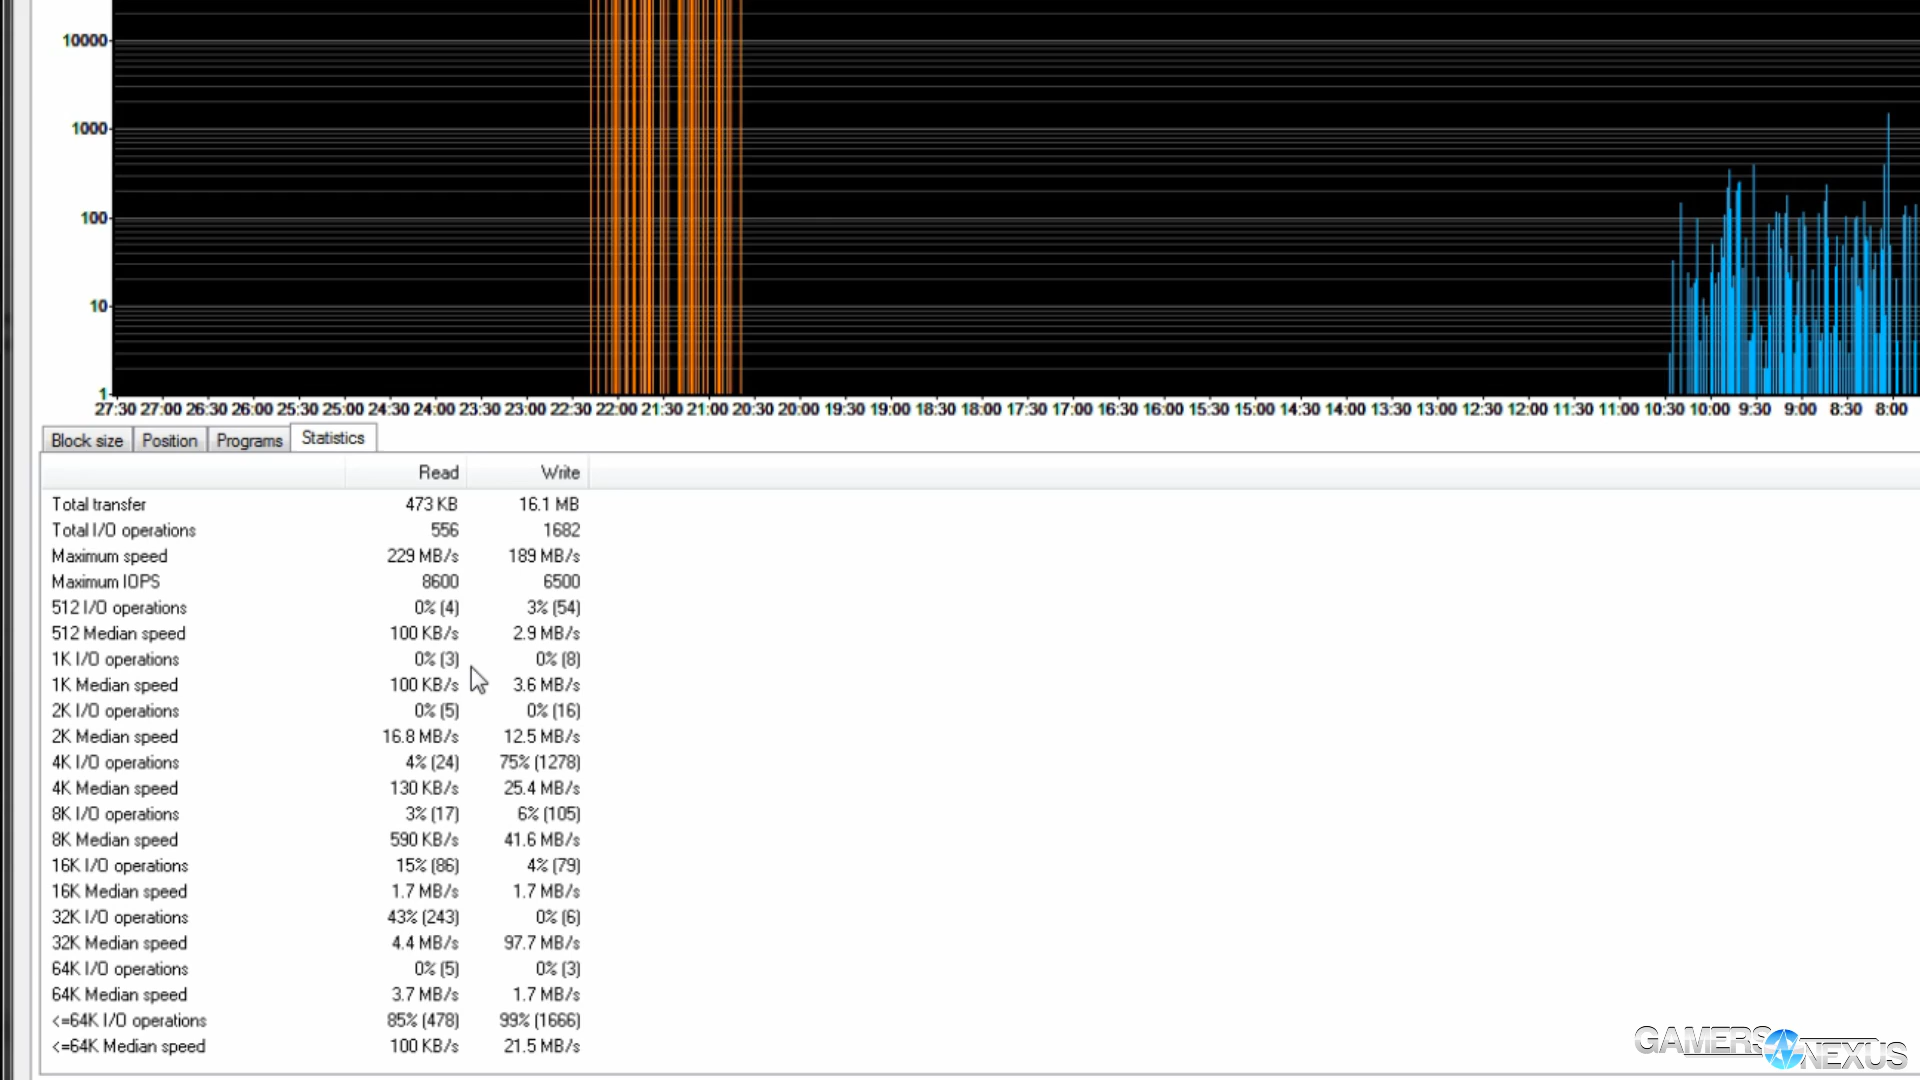 10000
1000
100
10
1
27:30 27:00 26:30 26:00 25:30 25:00 24:30 24:00 23:30 23:00 22:30 22:00 21:30 21:00 20:30 20:00 19:30 19:00 18:30 18:00 17:30 17:00 16:30 16:00 15:30 15:00 14:30 14:00 13:30 13:00 12:30 12:00 11:30 11:00 10:30 10:00 9:30 9:00 8:30 8:00
Block size Position Programs Statistics
Read Write
Total transfer 473 KB 16.1 MB
Total I/O operations 556 1682
Maximum speed 229 MB/s 189 MB/s
Maximum IOPS 8600 6500
512 I/O operations 0% (4) 3% (54)
512 Median speed 100 KB/s 2.9 MB/s
1K I/O operations 0% (3) 0% (8)
1K Median speed 100 KB/s 3.6 MB/s
2K I/O operations 0% (5) 0% (16)
2K Median speed 16.8 MB/s 12.5 MB/s
4K I/O operations 4% (24) 75% (1278)
4K Median speed 130 KB/s 25.4 MB/s
8K I/O operations 3% (17) 6% (105)
8K Median speed 590 KB/s 41.6 MB/s
16K I/O operations 15% (86) 4% (79)
16K Median speed 1.7 MB/s 1.7 MB/s
32K I/O operations 43% (243) 0% (6)
32K Median speed 4.4 MB/s 97.7 MB/s
64K I/O operations 0% (5) 0% (3)
64K Median speed 3.7 MB/s 1.7 MB/s
<=64K I/O operations 85% (478) 99% (1666)
<=64K Median speed 100 KB/s 21.5 MB/s
GAMERS NEXUS